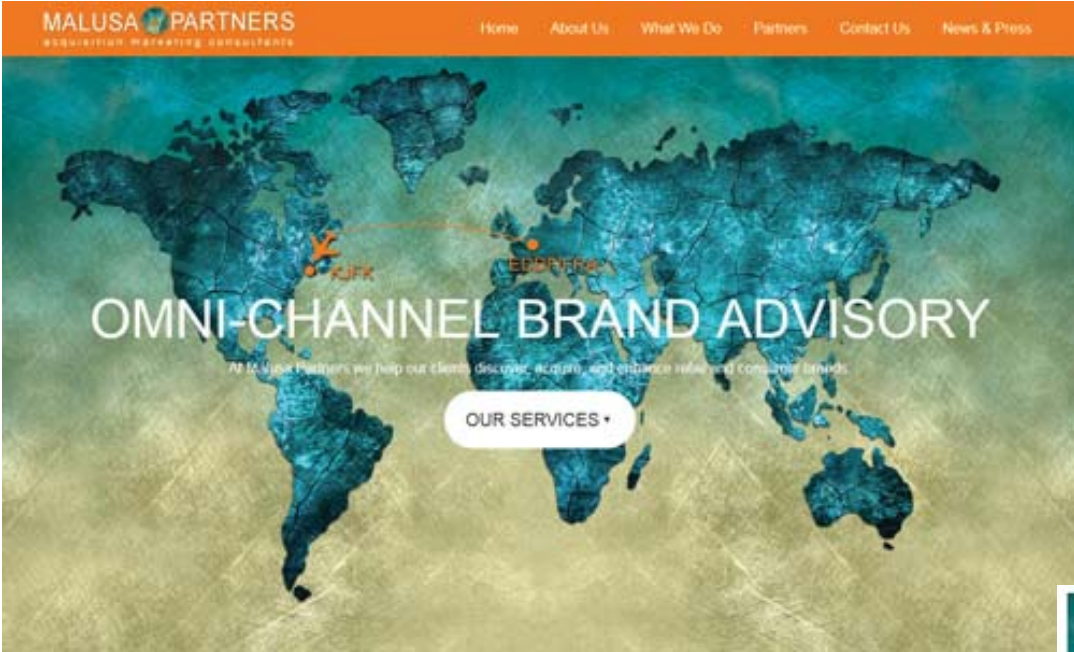 MALUSA PARTNERS
acquisition marketing consultants
Home About Us What We Do Partners Contact Us News & Press
KJFK
OMNI-CHANNEL BRAND ADVISORY
At Malusa Partners we help our clients discover, acquire, and enhance retail and consumer brands.
OUR SERVICES